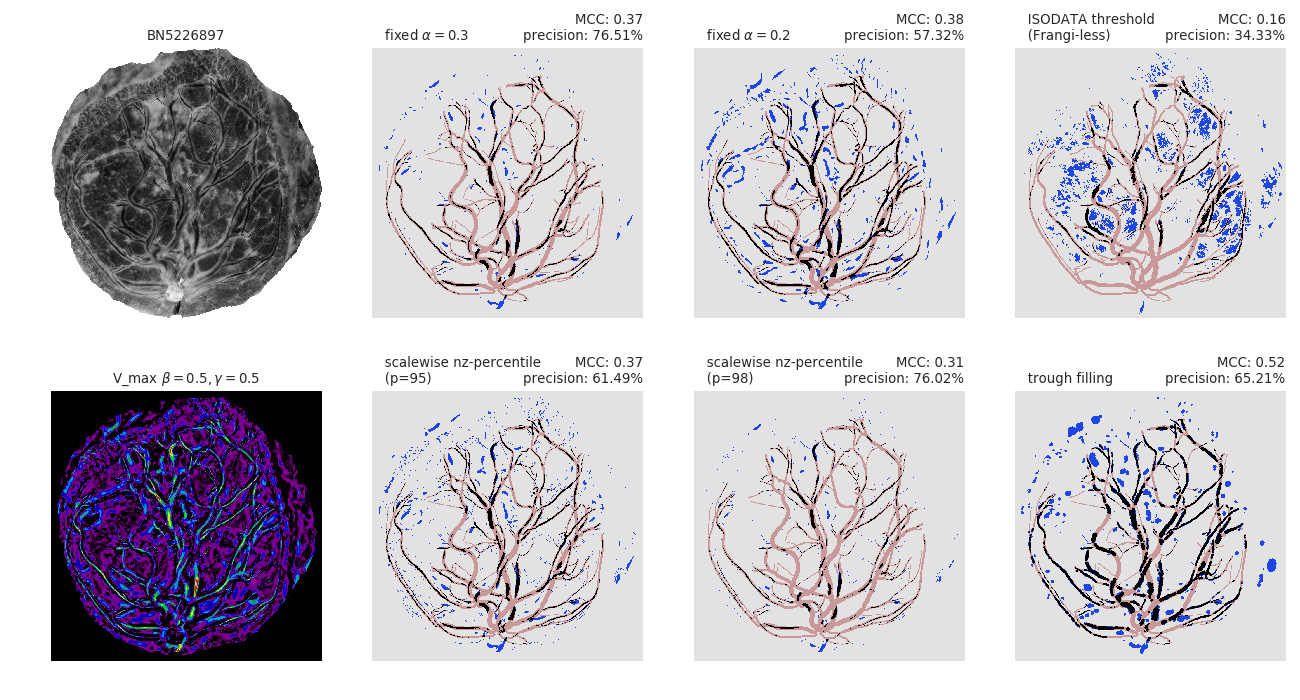 BN5226897
fixed α = 0.3
MCC: 0.37
precision: 76.51%
fixed α = 0.2
MCC: 0.38
precision: 57.32%
ISODATA threshold
(Frangi-less)
MCC: 0.16
precision: 34.33%
V_max β = 0.5, γ = 0.5
scalewise nz-percentile
(p=95)
MCC: 0.37
precision: 61.49%
scalewise nz-percentile
(p=98)
MCC: 0.31
precision: 76.02%
trough filling
MCC: 0.52
precision: 65.21%